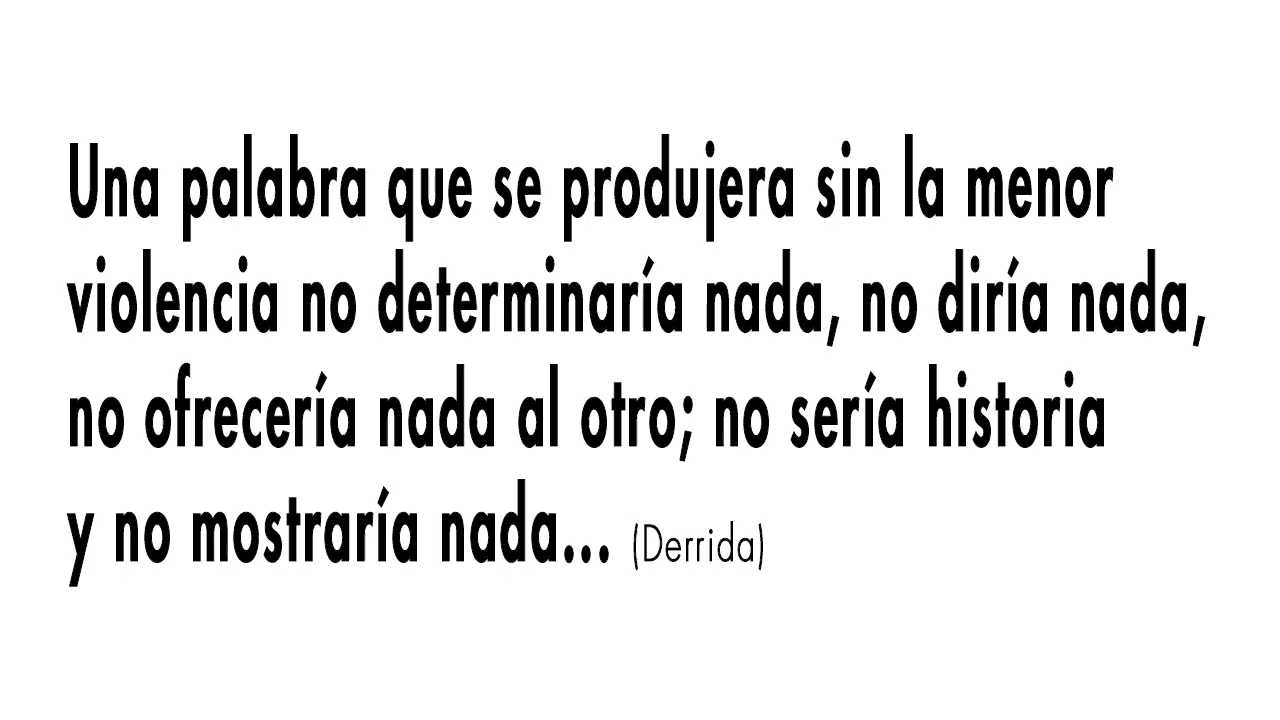 Una palabra que se produjera sin la menor
violencia no determinaría nada, no diría nada,
no ofrecería nada al otro; no sería historia
y no mostraría nada... (Derrida)